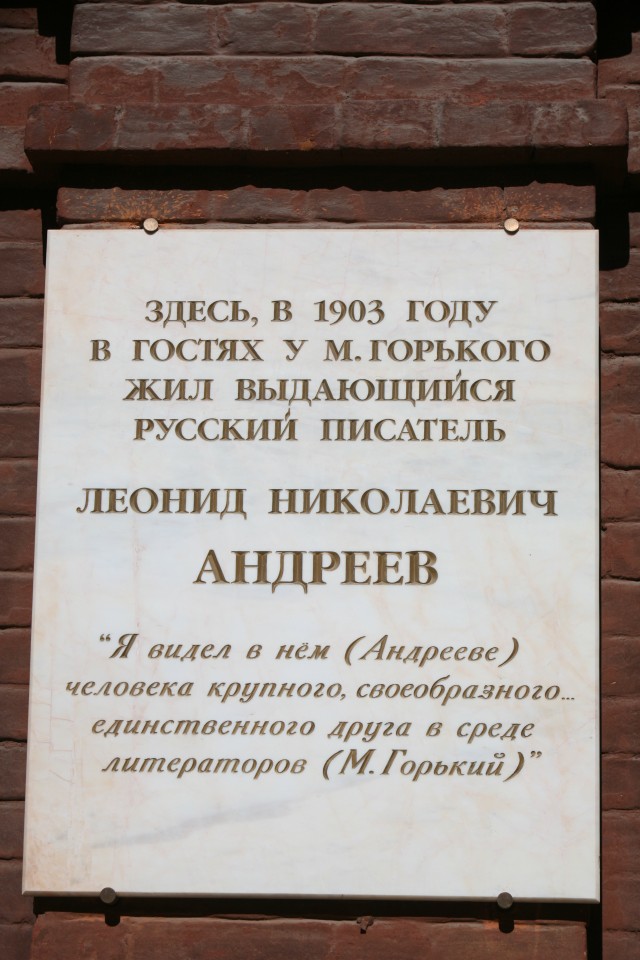 ЗДЕСЬ, В 1903 ГОДУ
В ГОСТЯХ У М. ГОРЬКОГО
ЖИЛ ВЫДАЮЩИЙСЯ
РУССКИЙ ПИСАТЕЛЬ
ЛЕОНИД НИКОЛАЕВИЧ
АНДРЕЕВ
“Я видел в нём (Андрееве)
человека крупного, своеобразного...
единственного друга в среде
литераторов (М. Горький)”